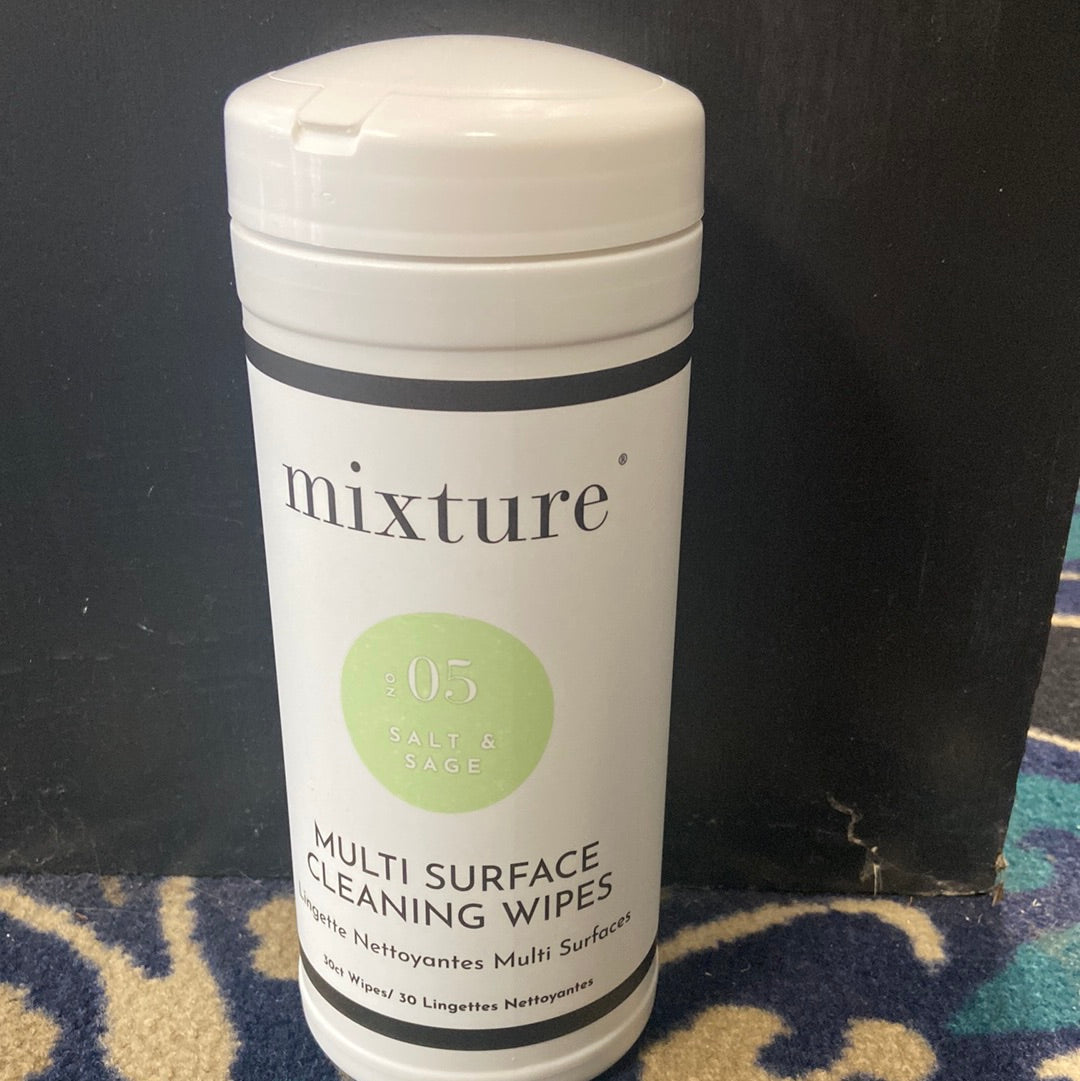 mixture®
NO 05
SALT &
SAGE
MULTI SURFACE
CLEANING WIPES
Lingette Nettoyantes Multi Surfaces
30ct Wipes/ 30 Lingettes Nettoyantes